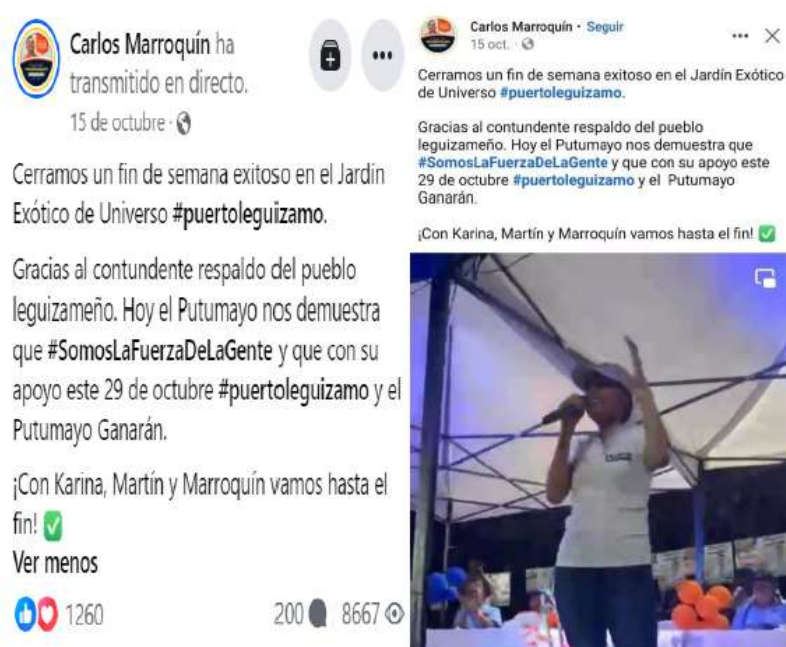 Carlos Marroquín ha
transmitido en directo.
15 de octubre ·
Cerramos un fin de semana exitoso en el Jardín
Exótico de Universo #puertoleguizamo.
Gracias al contundente respaldo del pueblo
leguizameño. Hoy el Putumayo nos demuestra
que #SomosLaFuerzaDeLaGente y que con su
apoyo este 29 de octubre #puertoleguizamo y el
Putumayo Ganarán.
¡Con Karina, Martín y Marroquín vamos hasta el
fin! ✅
Ver menos
1260
200
8667
Carlos Marroquín · Seguir
15 oct. ·
Cerramos un fin de semana exitoso en el Jardín Exótico
de Universo #puertoleguizamo.
Gracias al contundente respaldo del pueblo
leguizameño. Hoy el Putumayo nos demuestra que
#SomosLaFuerzaDeLaGente y que con su apoyo este
29 de octubre #puertoleguizamo y el Putumayo
Ganarán.
¡Con Karina, Martín y Marroquín vamos hasta el fin! ✅